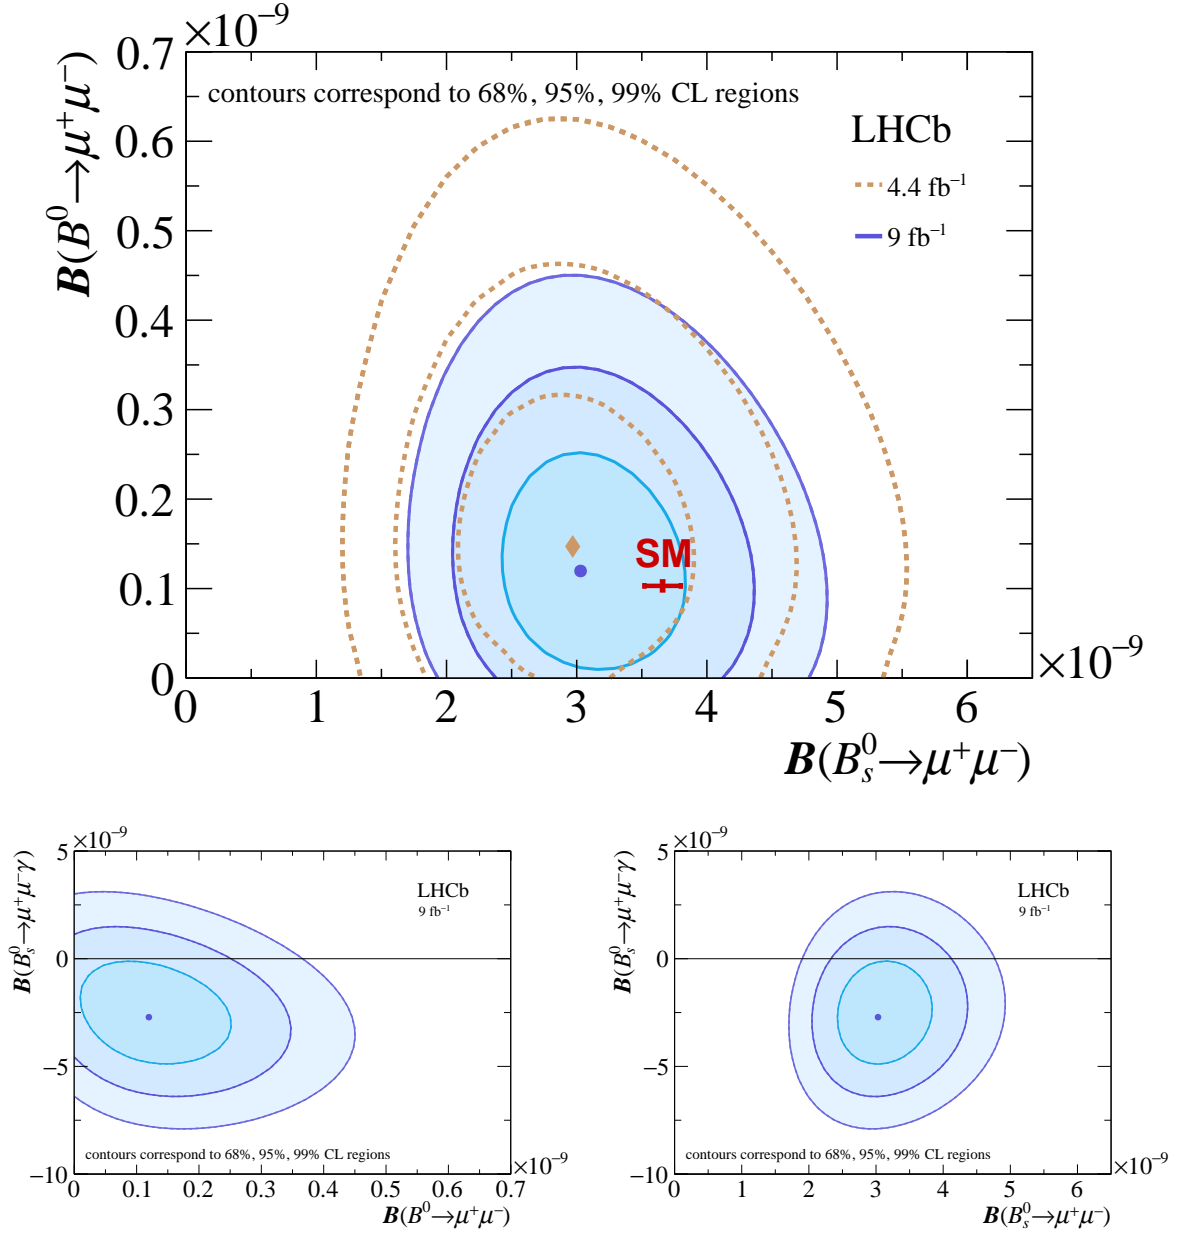 ×10⁻⁹
B(B⁰→μ⁺μ⁻)
0.7
0.6
0.5
0.4
0.3
0.2
0.1
0
contours correspond to 68%, 95%, 99% CL regions
LHCb
4.4 fb⁻¹
9 fb⁻¹
SM
0 1 2 3 4 5 6
×10⁻⁹
B(B⁰ₛ→μ⁺μ⁻)
×10⁻⁹
B(B⁰ₛ→μ⁺μ⁻γ)
5
0
−5
−10
LHCb
9 fb⁻¹
contours correspond to 68%, 95%, 99% CL regions
0 0.1 0.2 0.3 0.4 0.5 0.6 0.7
×10⁻⁹
B(B⁰→μ⁺μ⁻)
×10⁻⁹
B(B⁰ₛ→μ⁺μ⁻γ)
5
0
−5
−10
LHCb
9 fb⁻¹
contours correspond to 68%, 95%, 99% CL regions
0 1 2 3 4 5 6
×10⁻⁹
B(B⁰ₛ→μ⁺μ⁻)